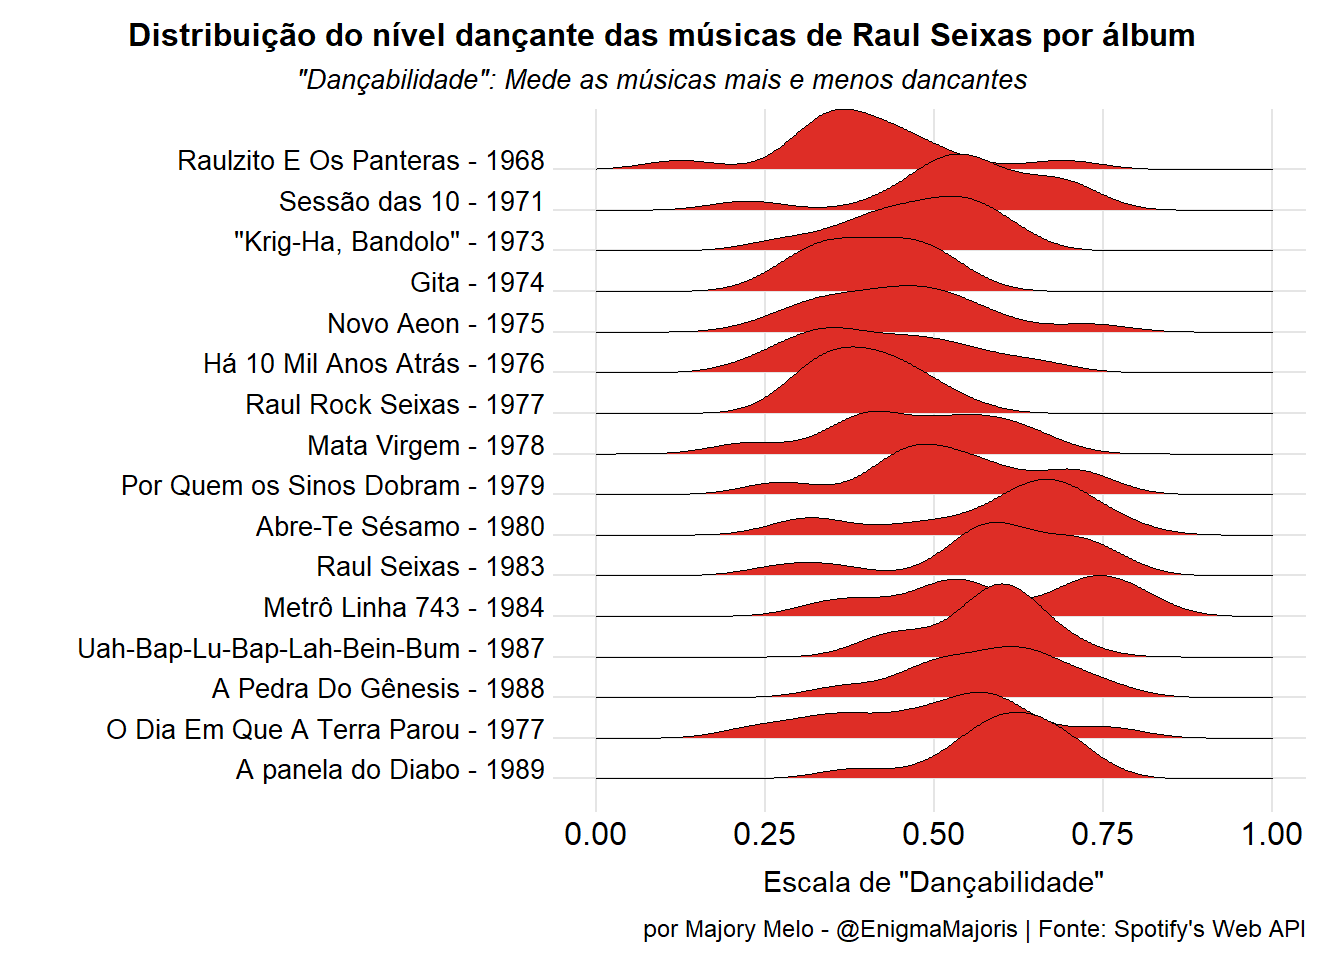 Distribuição do nível dançante das músicas de Raul Seixas por álbum
"Dançabilidade": Mede as músicas mais e menos dancantes
Raulzito E Os Panteras - 1968
Sessão das 10 - 1971
"Krig-Ha, Bandolo" - 1973
Gita - 1974
Novo Aeon - 1975
Há 10 Mil Anos Atrás - 1976
Raul Rock Seixas - 1977
Mata Virgem - 1978
Por Quem os Sinos Dobram - 1979
Abre-Te Sésamo - 1980
Raul Seixas - 1983
Metrô Linha 743 - 1984
Uah-Bap-Lu-Bap-Lah-Bein-Bum - 1987
A Pedra Do Gênesis - 1988
O Dia Em Que A Terra Parou - 1977
A panela do Diabo - 1989
0.00 0.25 0.50 0.75 1.00
Escala de "Dançabilidade"
por Majory Melo - @EnigmaMajoris | Fonte: Spotify's Web API